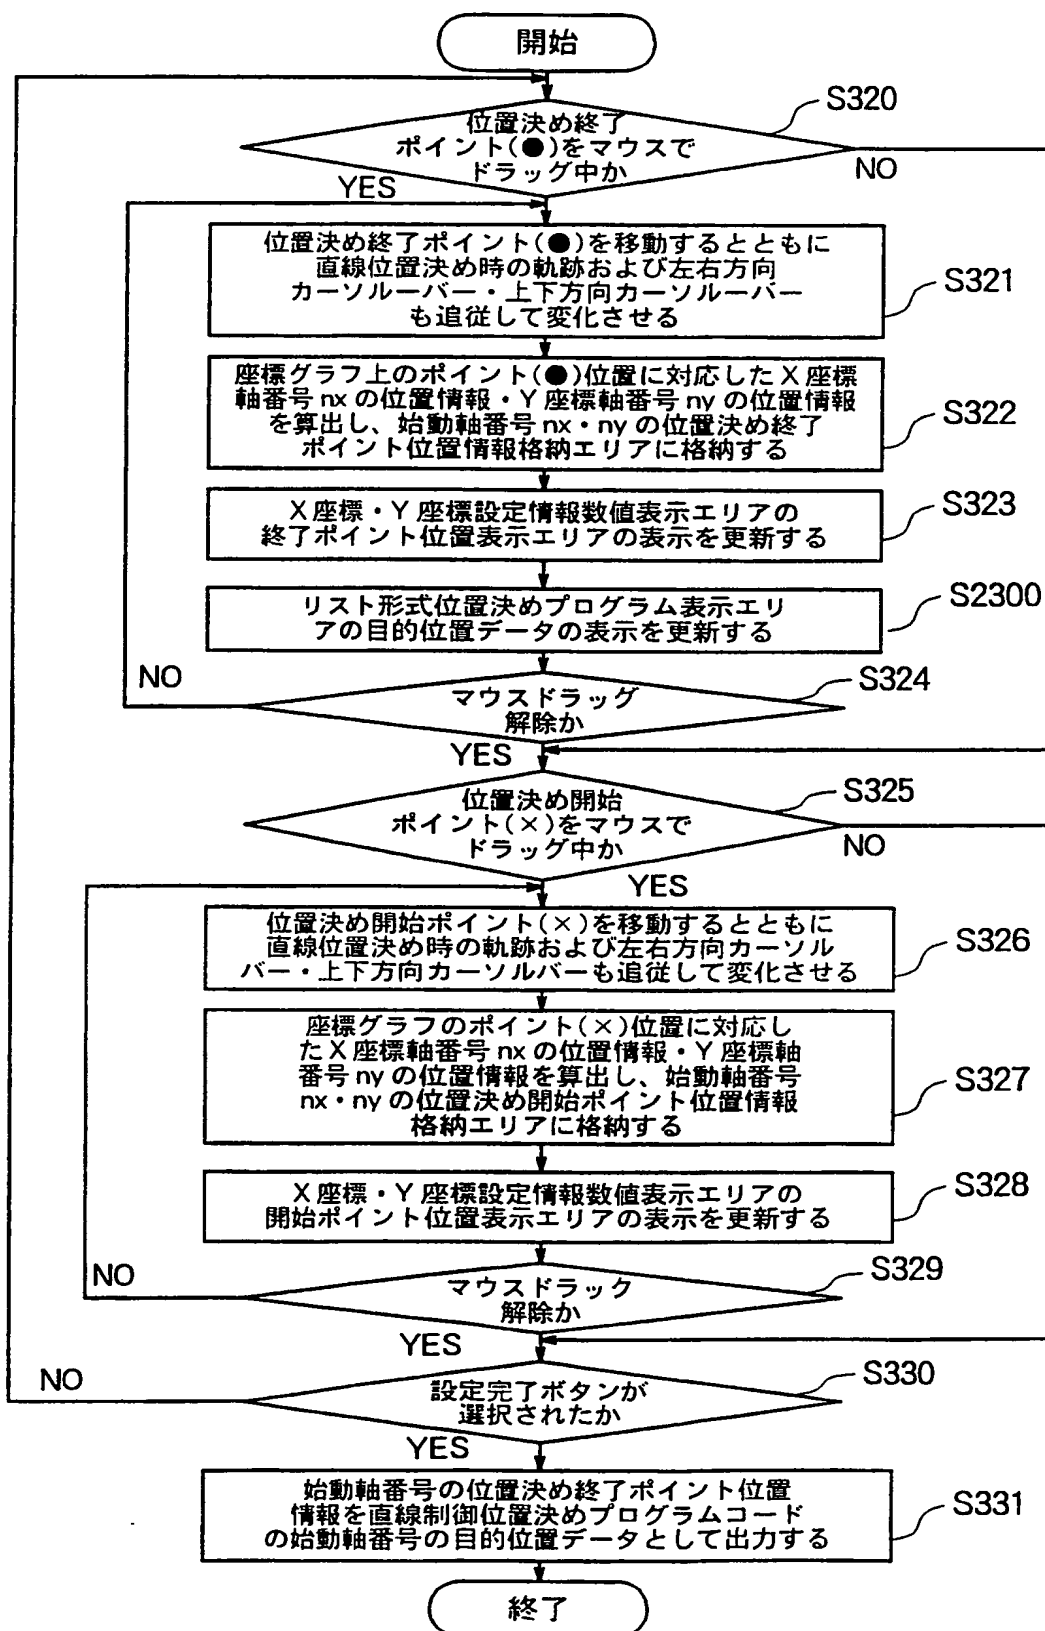 開始
S320
位置決め終了
ポイント(●)をマウスで
ドラッグ中か
NO
YES
位置決め終了ポイント(●)を移動するとともに
直線位置決め時の軌跡および左右方向
カーソルーバー・上下方向カーソルーバー
も追従して変化させる
S321
座標グラフ上のポイント(●)位置に対応したX座標
軸番号nxの位置情報・Y座標軸番号nyの位置情報
を算出し、始動軸番号nx・nyの位置決め終了
ポイント位置情報格納エリアに格納する
S322
X座標・Y座標設定情報数値表示エリアの
終了ポイント位置表示エリアの表示を更新する
S323
リスト形式位置決めプログラム表示エリ
アの目的位置データの表示を更新する
S2300
NO
マウスドラッグ
解除か
S324
YES
位置決め開始
ポイント(×)をマウスで
ドラッグ中か
S325
NO
YES
位置決め開始ポイント(×)を移動するとともに
直線位置決め時の軌跡および左右方向カーソル
バー・上下方向カーソルバーも追従して変化させる
S326
座標グラフのポイント(×)位置に対応し
たX座標軸番号nxの位置情報・Y座標軸
番号nyの位置情報を算出し、始動軸番号
nx・nyの位置決め開始ポイント位置情報
格納エリアに格納する
S327
X座標・Y座標設定情報数値表示エリアの
開始ポイント位置表示エリアの表示を更新する
S328
NO
マウスドラック
解除か
S329
YES
NO
設定完了ボタンが
選択されたか
S330
YES
始動軸番号の位置決め終了ポイント位置
情報を直線制御位置決めプログラムコード
の始動軸番号の目的位置データとして出力する
S331
終了